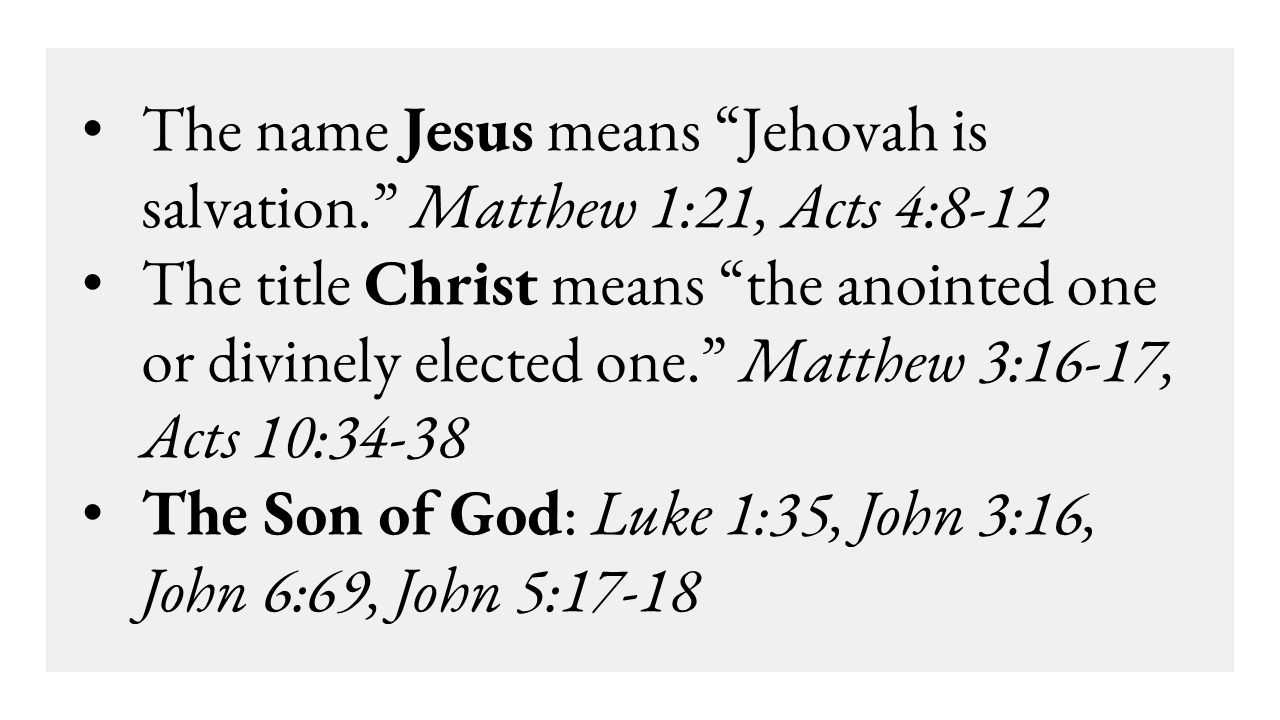 • The name Jesus means “Jehovah is
salvation.” Matthew 1:21, Acts 4:8-12
• The title Christ means “the anointed one
or divinely elected one.” Matthew 3:16-17,
Acts 10:34-38
• The Son of God: Luke 1:35, John 3:16,
John 6:69, John 5:17-18